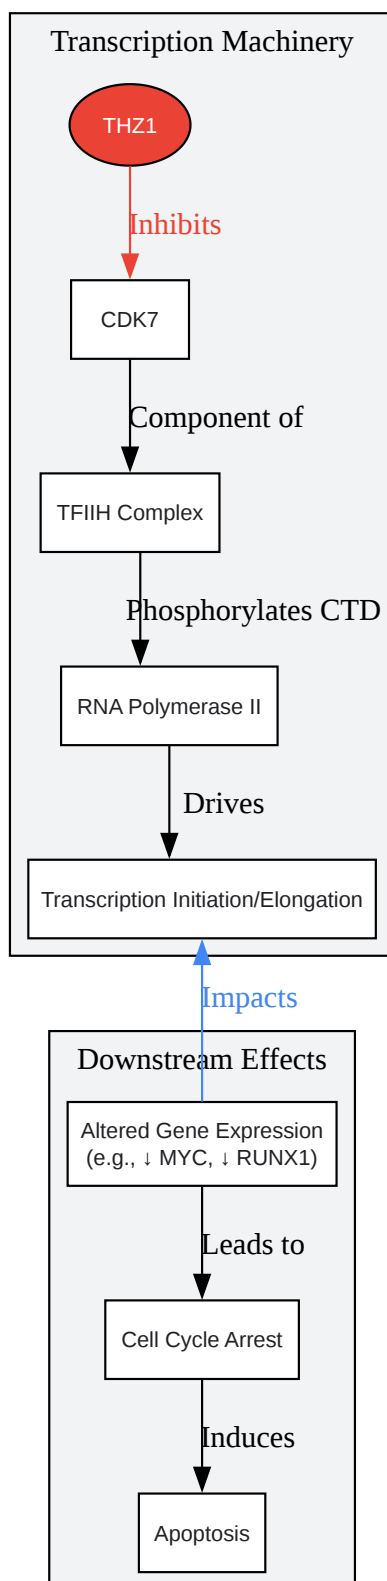 Transcription Machinery
THZ1
Inhibits
CDK7
Component of
TFIIH Complex
Phosphorylates CTD
RNA Polymerase II
Drives
Transcription Initiation/Elongation
Impacts
Downstream Effects
Altered Gene Expression
(e.g., ↓ MYC, ↓ RUNX1)
Leads to
Cell Cycle Arrest
Induces
Apoptosis